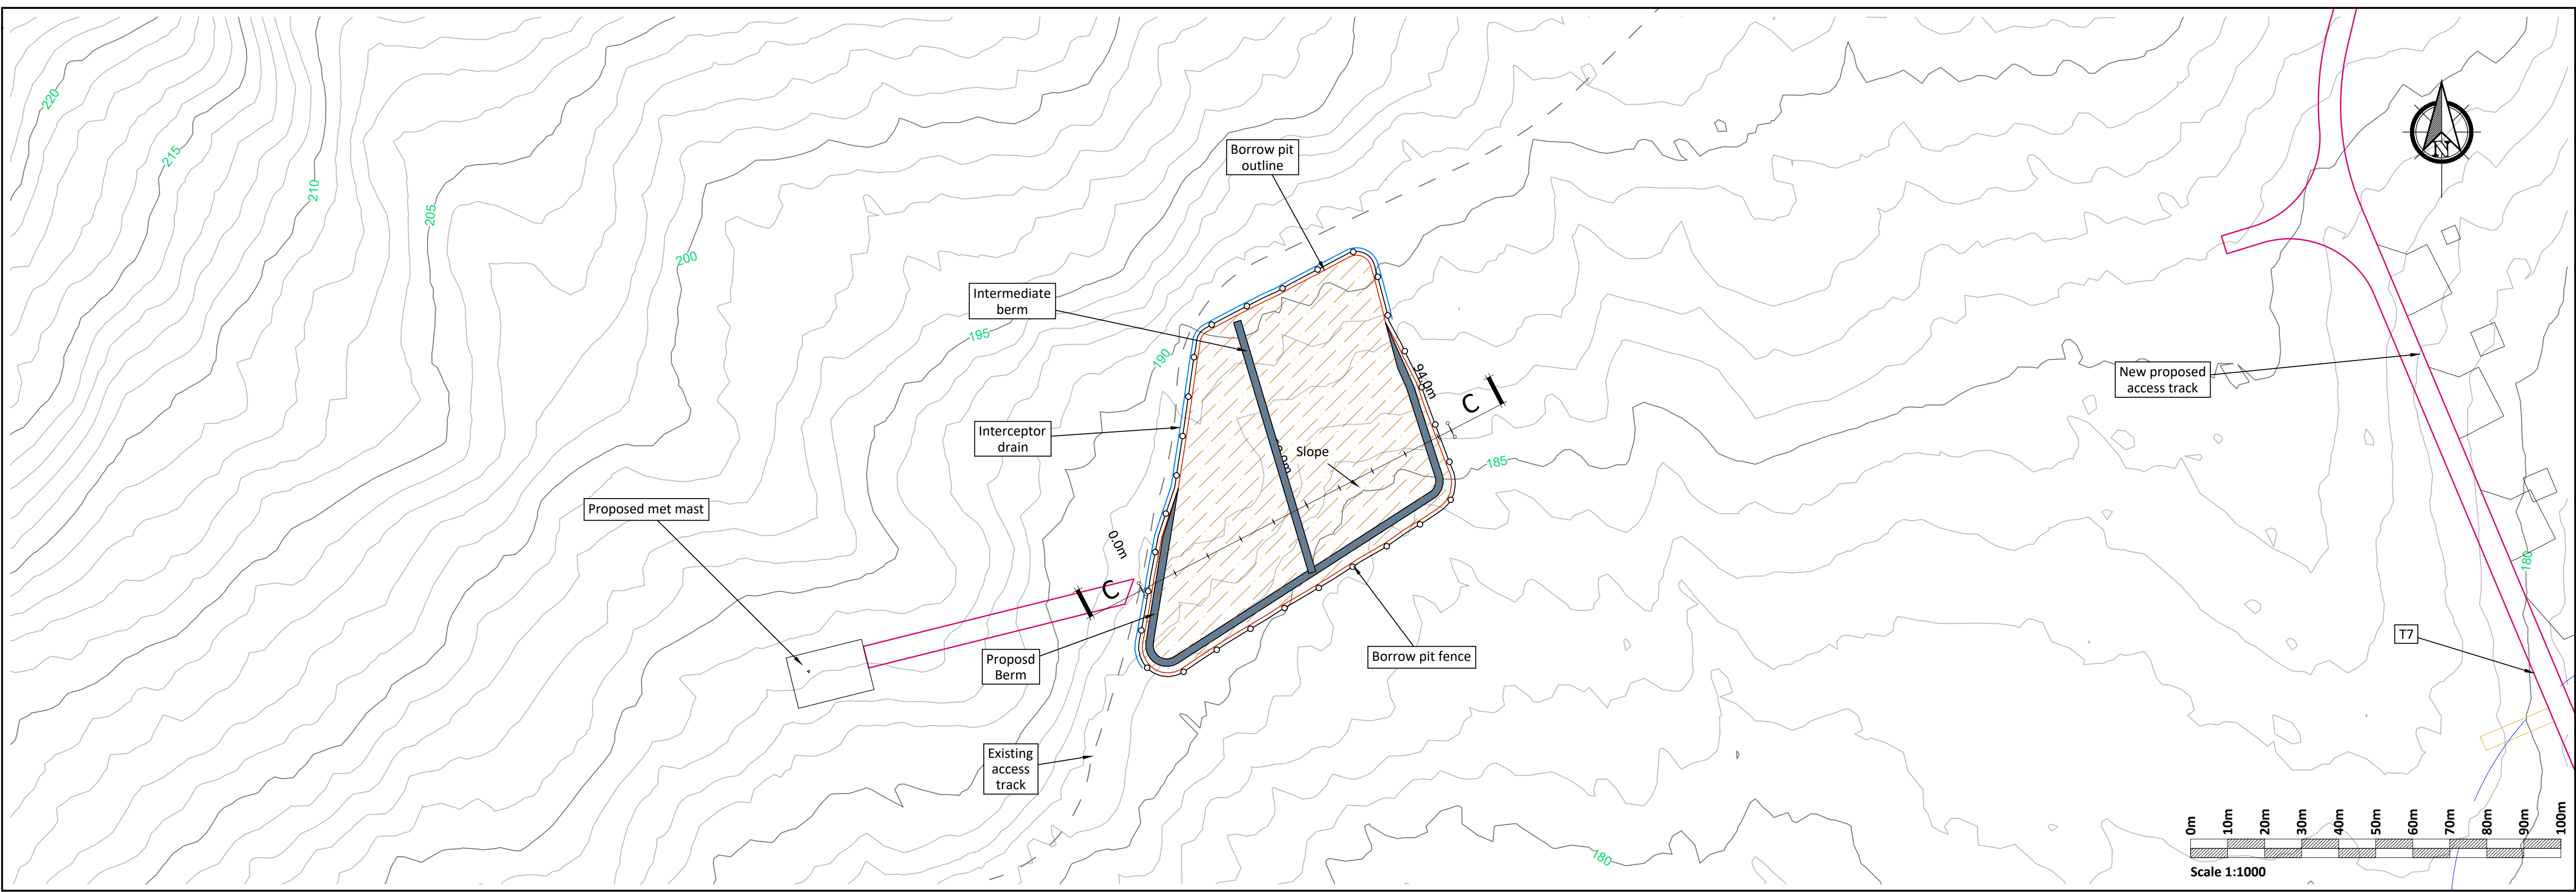 220
215
210
205
200
195
190
185
180
180
Borrow pit
outline
Intermediate
berm
Interceptor
drain
Proposed met mast
Proposd
Berm
Existing
access
track
0.0m
C
Slope
94.0m
C
Borrow pit fence
New proposed
access track
T7
N
0m
10m
20m
30m
40m
50m
60m
70m
80m
90m
100m
Scale 1:1000